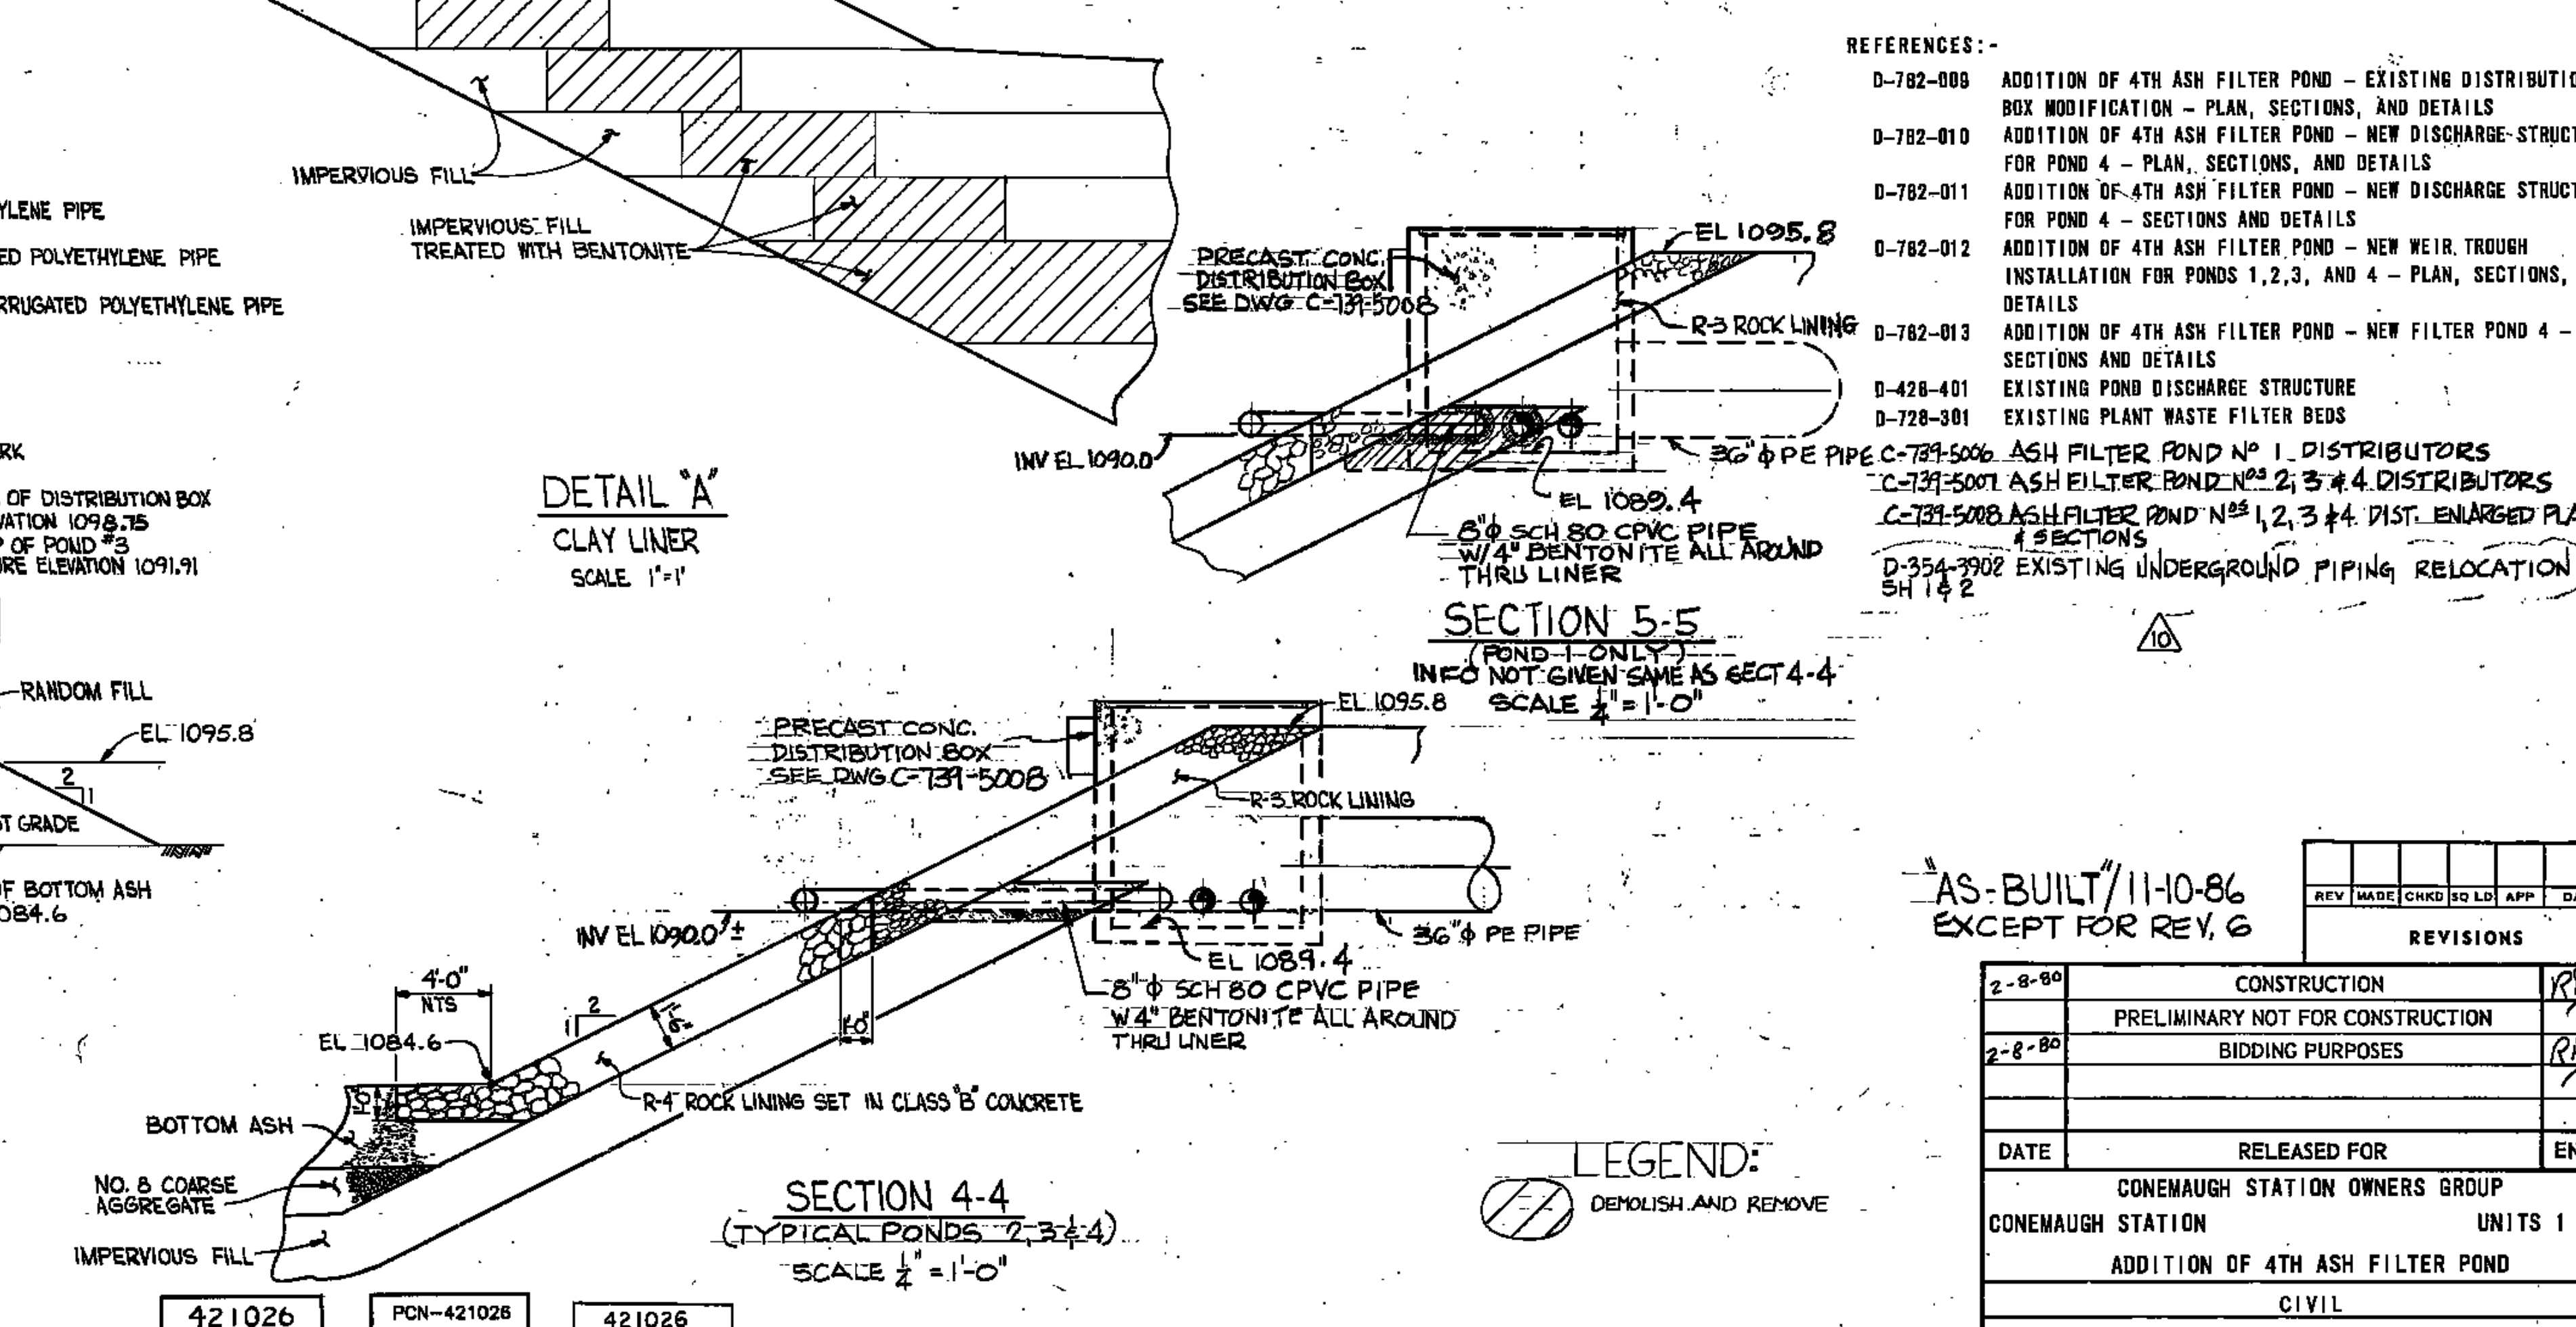 IMPERVIOUS FILL
IMPERVIOUS FILL
TREATED WITH BENTONITE
YLENE PIPE
ED POLYETHYLENE PIPE
RRUGATED POLYETHYLENE PIPE
RK
OF DISTRIBUTION BOX
VATION 1098.75
P OF POND #3
URE ELEVATION 1091.91
DETAIL "A"
CLAY LINER
SCALE 1"=1'
PRECAST CONC.
DISTRIBUTION BOX
SEE DWG C-739-5008
EL 1095.8
R-3 ROCK LINING
INV EL 1090.0
36"ɸ PE PIPE
EL 1089.4
8"ɸ SCH 80 CPVC PIPE
W/4" BENTONITE ALL AROUND
THRU LINER
SECTION 5-5
(POND 1 ONLY)
INFO NOT GIVEN SAME AS SECT 4-4
SCALE ¼" = 1'-0"
REFERENCES:-
D-782-009 ADDITION OF 4TH ASH FILTER POND – EXISTING DISTRIBUTIO
BOX MODIFICATION – PLAN, SECTIONS, AND DETAILS
D-782-010 ADDITION OF 4TH ASH FILTER POND – NEW DISCHARGE STRUCT
FOR POND 4 – PLAN, SECTIONS, AND DETAILS
D-782-011 ADDITION OF 4TH ASH FILTER POND – NEW DISCHARGE STRUCT
FOR POND 4 – SECTIONS AND DETAILS
D-782-012 ADDITION OF 4TH ASH FILTER POND – NEW WEIR TROUGH
INSTALLATION FOR PONDS 1,2,3, AND 4 – PLAN, SECTIONS,
DETAILS
D-782-013 ADDITION OF 4TH ASH FILTER POND – NEW FILTER POND 4 –
SECTIONS AND DETAILS
D-428-401 EXISTING POND DISCHARGE STRUCTURE
D-728-301 EXISTING PLANT WASTE FILTER BEDS
C-739-5006 ASH FILTER POND Nº 1 DISTRIBUTORS
C-739-5007 ASH FILTER POND Nºs 2, 3 & 4 DISTRIBUTORS
C-739-5008 ASH FILTER POND Nºs 1, 2, 3 & 4 DIST. ENLARGED PLA
& SECTIONS
D-354-3902 EXISTING UNDERGROUND PIPING RELOCATION
SH 1 & 2
10
RANDOM FILL
EL 1095.8
2
1
T GRADE
F BOTTOM ASH
084.6
PRECAST CONC.
DISTRIBUTION BOX
SEE DWG C-739-5008
EL 1095.8
R-3 ROCK LINING
INV EL 1090.0'±
36"ɸ PE PIPE
EL 1089.4
8"ɸ SCH 80 CPVC PIPE
W 4" BENTONITE ALL AROUND
THRU LINER
4'-0"
NTS
2
1
1'-6"
1'-0"
EL 1084.6
1'-0"
R-4 ROCK LINING SET IN CLASS "B" CONCRETE
BOTTOM ASH
NO. 8 COARSE
AGGREGATE
IMPERVIOUS FILL
SECTION 4-4
(TYPICAL PONDS 2, 3 & 4)
SCALE ¼" = 1'-0"
LEGEND:
DEMOLISH AND REMOVE
421026
PCN-421026
421026
"AS-BUILT" / 11-10-86
EXCEPT FOR REV. 6
REV MADE CHKD SQ LD APP DA
REVISIONS
2-8-80 CONSTRUCTION
PRELIMINARY NOT FOR CONSTRUCTION
2-8-80 BIDDING PURPOSES
DATE RELEASED FOR EN
CONEMAUGH STATION OWNERS GROUP
CONEMAUGH STATION UNITS 1
ADDITION OF 4TH ASH FILTER POND
CIVIL